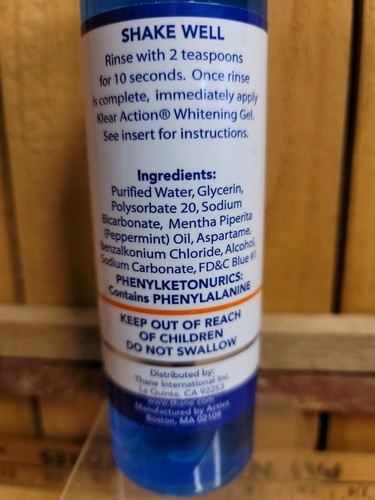 SHAKE WELL
Rinse with 2 teaspoons
for 10 seconds. Once rinse
is complete, immediately apply
Klear Action® Whitening Gel.
See insert for instructions.
Ingredients:
Purified Water, Glycerin,
Polysorbate 20, Sodium
Bicarbonate, Mentha Piperita
(Peppermint) Oil, Aspartame,
Benzalkonium Chloride, Alcohol,
Sodium Carbonate, FD&C Blue #1
PHENYLKETONURICS:
Contains PHENYLALANINE
KEEP OUT OF REACH
OF CHILDREN
DO NOT SWALLOW
Distributed by:
Thane International Inc.
La Quinta, CA 92253
www.thane.com
Manufactured by Activa
Boston, MA 02109